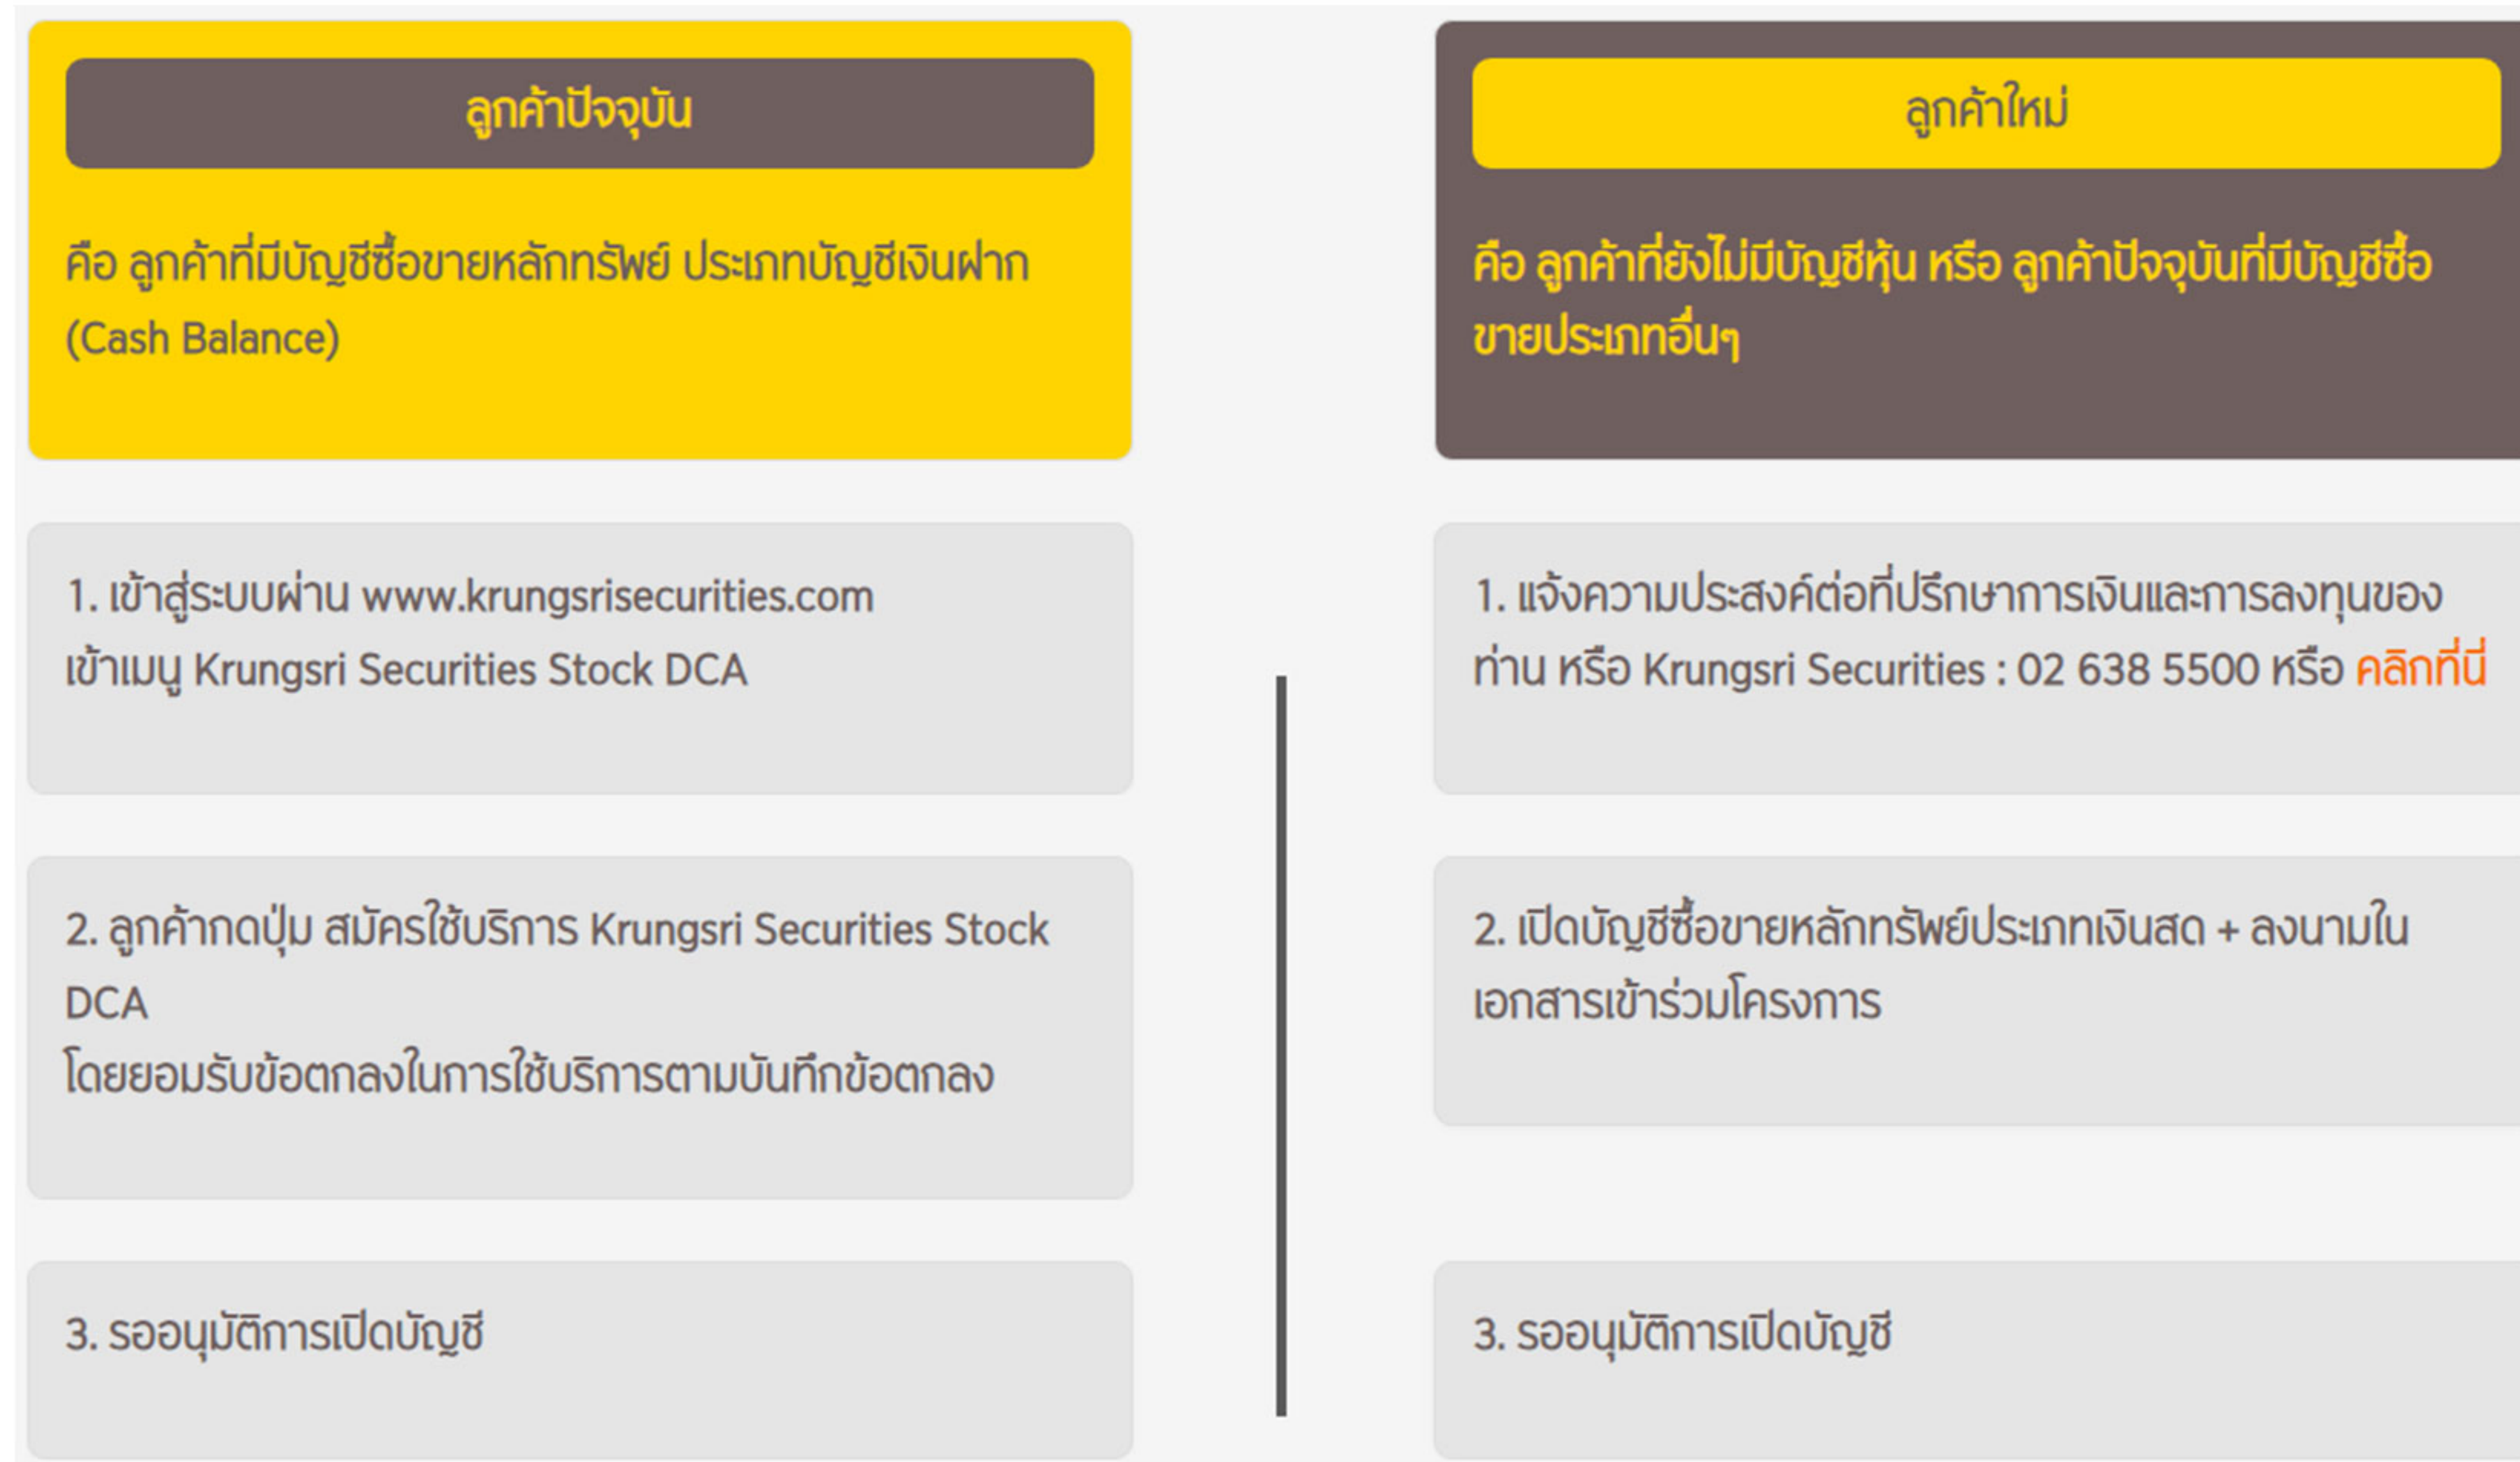 ลูกค้าปัจจุบัน
คือ ลูกค้าที่มีบัญชีซื้อขายหลักทรัพย์ ประเภทบัญชีเงินฝาก
(Cash Balance)
1. เข้าสู่ระบบผ่าน www.krungsrisecurities.com
เข้าเมนู Krungsri Securities Stock DCA
2. ลูกค้ากดปุ่ม สมัครใช้บริการ Krungsri Securities Stock
DCA
โดยยอมรับข้อตกลงในการใช้บริการตามบันทึกข้อตกลง
3. รออนุมัติการเปิดบัญชี
ลูกค้าใหม่
คือ ลูกค้าที่ยังไม่มีบัญชีหุ้น หรือ ลูกค้าปัจจุบันที่มีบัญชีซื้อ
ขายประเภทอื่นๆ
1. แจ้งความประสงค์ต่อที่ปรึกษาการเงินและการลงทุนของ
ท่าน หรือ Krungsri Securities : 02 638 5500 หรือ คลิกที่นี่
2. เปิดบัญชีซื้อขายหลักทรัพย์ประเภทเงินสด + ลงนามใน
เอกสารเข้าร่วมโครงการ
3. รออนุมัติการเปิดบัญชี